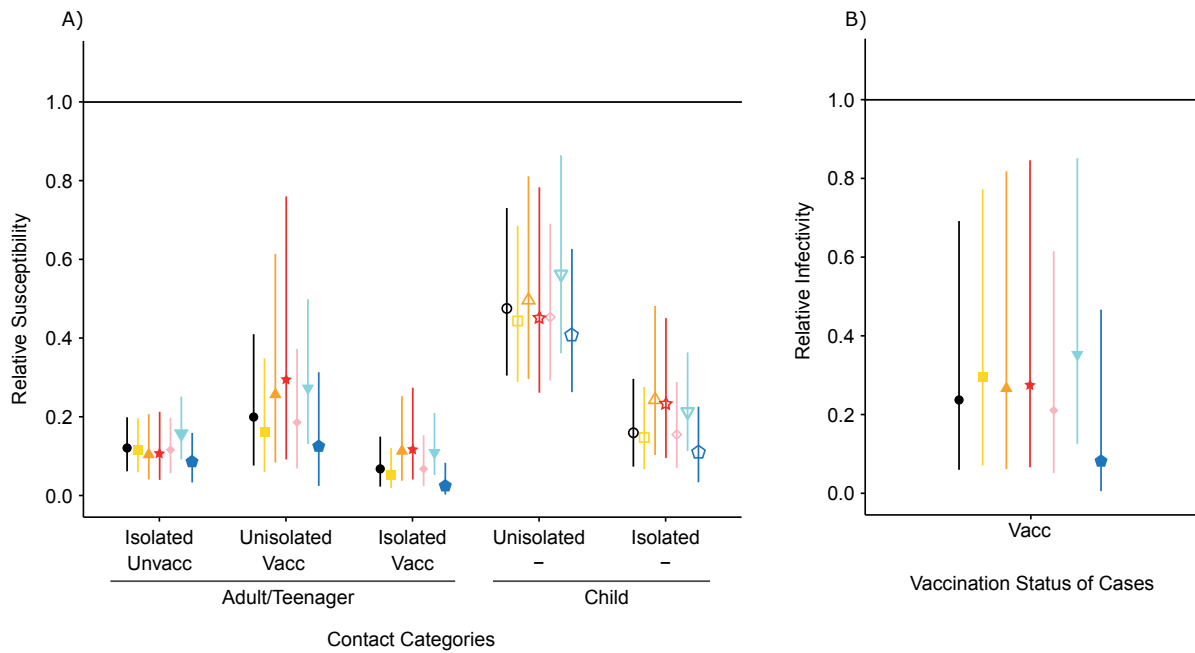 A)
Relative Susceptibility
1.0
0.8
0.6
0.4
0.2
0.0
Isolated Unisolated Isolated Unisolated Isolated
Unvacc Vacc Vacc – –
Adult/Teenager Child
Contact Categories
B)
Relative Infectivity
1.0
0.8
0.6
0.4
0.2
0.0
Vacc
Vaccination Status of Cases